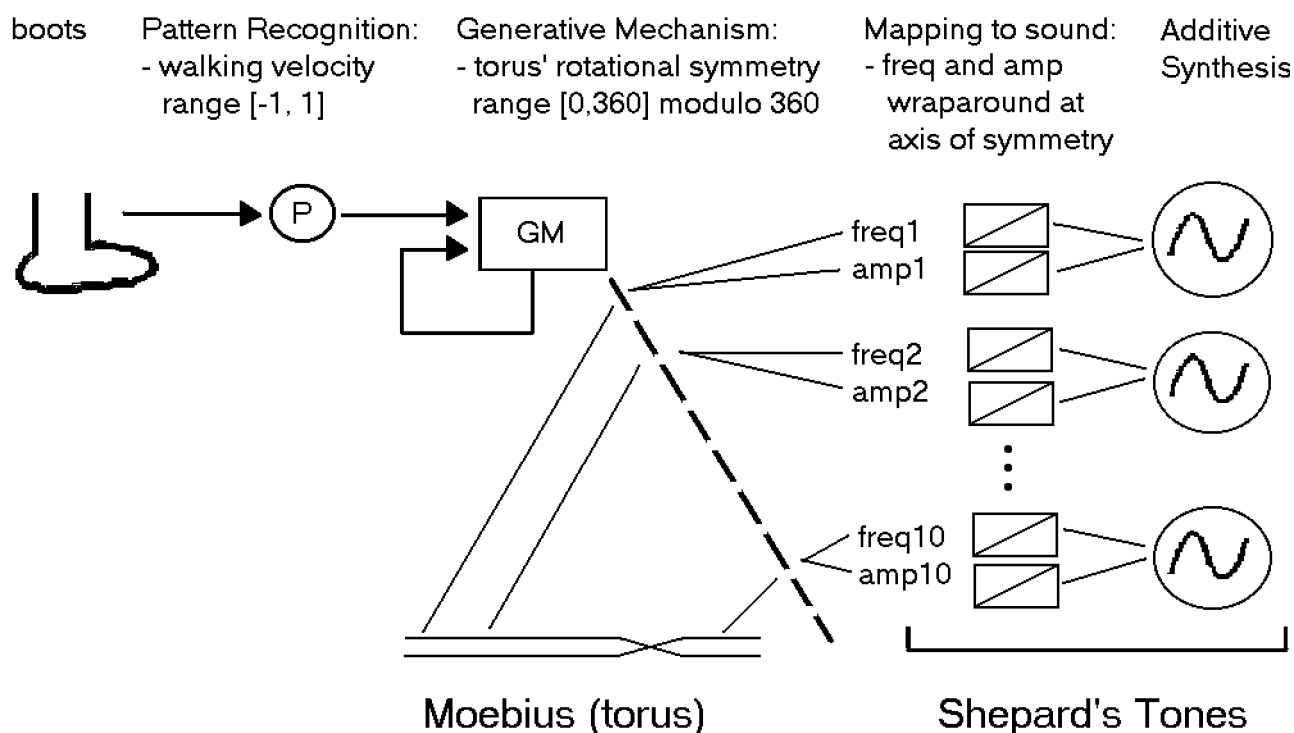 boots
Pattern Recognition:
- walking velocity
range [-1, 1]
Generative Mechanism:
- torus' rotational symmetry
range [0,360] modulo 360
Mapping to sound:
- freq and amp
wraparound at
axis of symmetry
Additive
Synthesis
P
GM
freq1
amp1
freq2
amp2
freq10
amp10
Moebius (torus)
Shepard's Tones